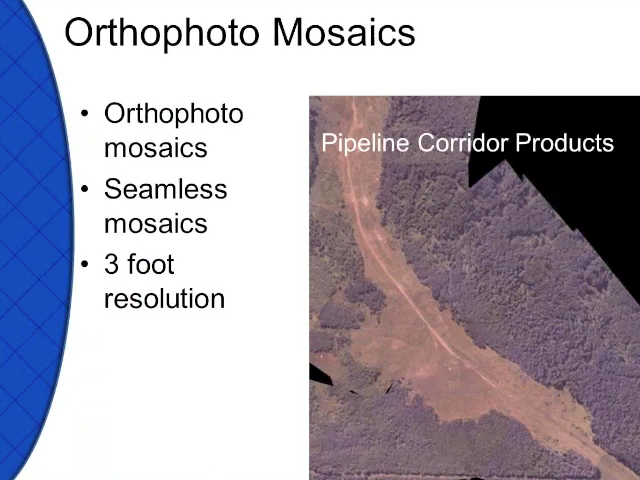 Orthophoto Mosaics
• Orthophoto
mosaics
• Seamless
mosaics
• 3 foot
resolution
Pipeline Corridor Products